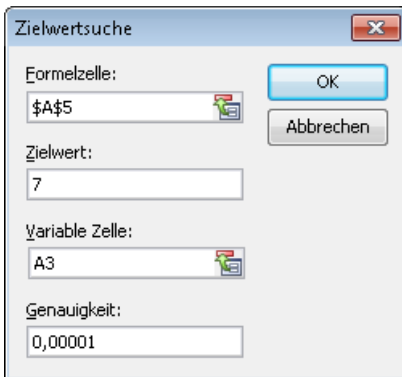 Zielwertsuche
Formelzelle:
$A$5
OK
Abbrechen
Zielwert:
7
Variable Zelle:
A3
Genauigkeit:
0,00001